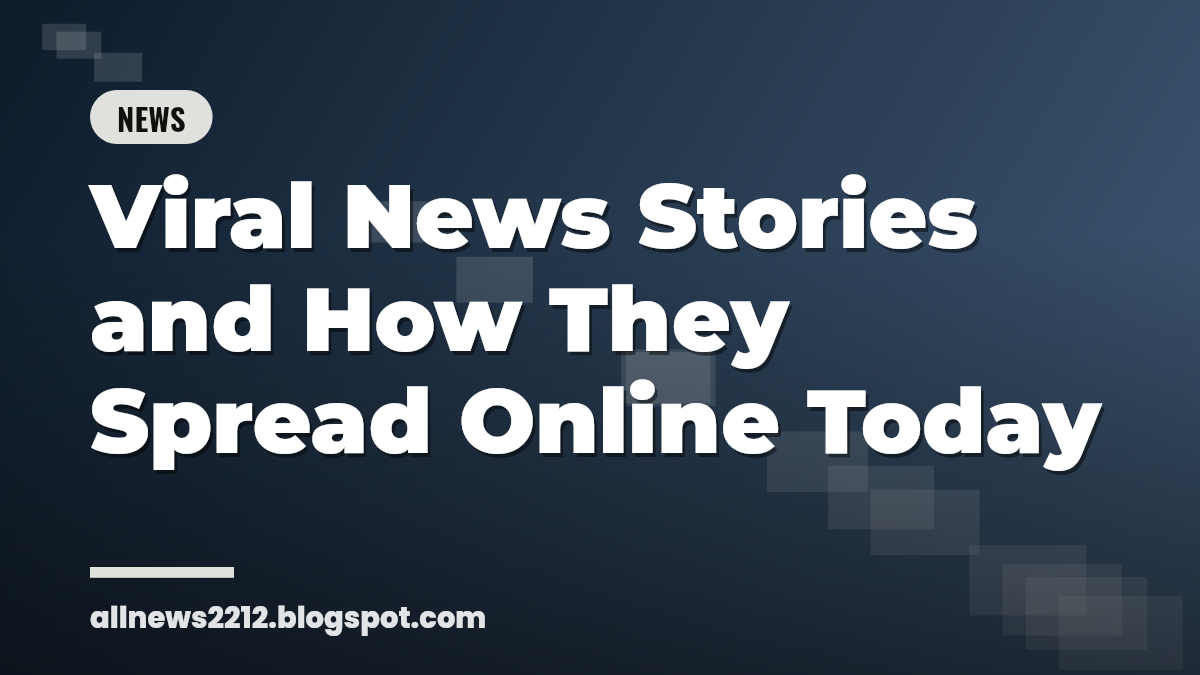 NEWS
Viral News Stories
and How They
Spread Online Today
allnews2212.blogspot.com